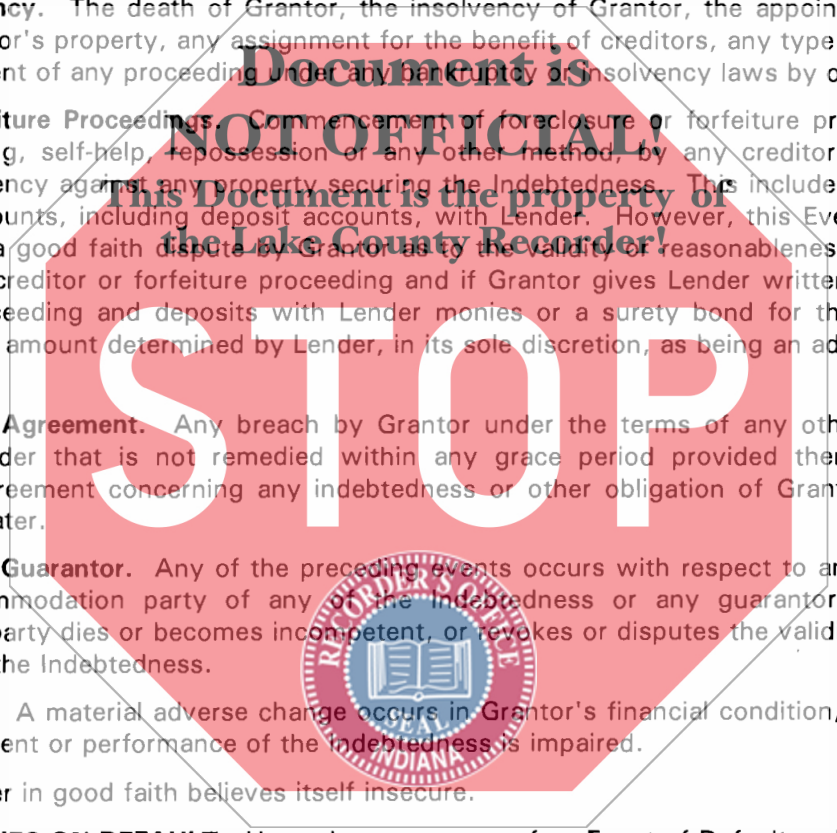 ncy. The death of Grantor, the insolvency of Grantor, the appoin
or's property, any assignment for the benefit of creditors, any type
nt of any proceeding under any bankruptcy or insolvency laws by o
Document is
iture Proceedings. Commencement of foreclosure or forfeiture pr
NOT OFFICIAL!
g, self-help, repossession or any other method, by any creditor
ency against any property securing the Indebtedness. This include
This Document is the property of
ounts, including deposit accounts, with Lender. However, this Eve
a good faith dispute by Grantor as to the validity or reasonablenes
the Lake County Recorder!
creditor or forfeiture proceeding and if Grantor gives Lender writte
eeding and deposits with Lender monies or a surety bond for th
amount determined by Lender, in its sole discretion, as being an ad
STOP
Agreement. Any breach by Grantor under the terms of any oth
der that is not remedied within any grace period provided ther
reement concerning any indebtedness or other obligation of Gran
ater.
Guarantor. Any of the preceding events occurs with respect to a
mmodation party of any of the Indebtedness or any guarantor
party dies or becomes incompetent, or revokes or disputes the valid
he Indebtedness.
RECORDER'S OFFICE
SEAL
INDIANA
A material adverse change occurs in Grantor's financial condition,
ent or performance of the Indebtedness is impaired.
er in good faith believes itself insecure.